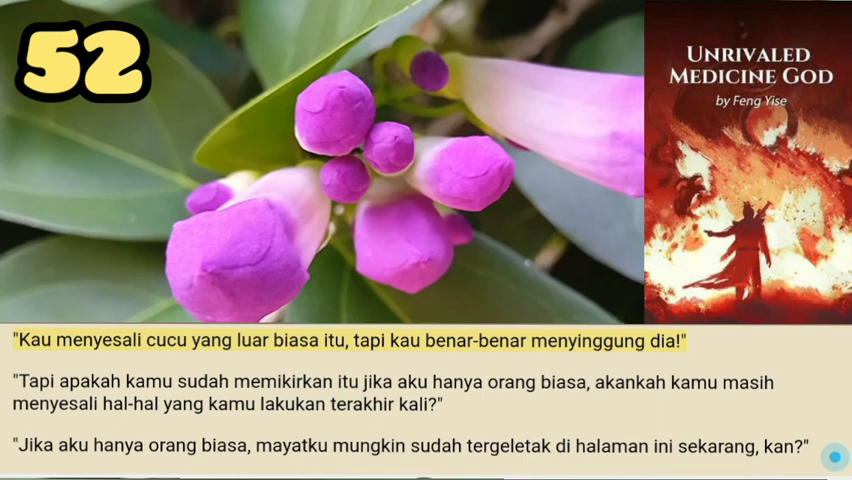 52
UNRIVALED
MEDICINE GOD
by Feng Yise
"Kau menyesali cucu yang luar biasa itu, tapi kau benar-benar menyinggung dia!"
"Tapi apakah kamu sudah memikirkan itu jika aku hanya orang biasa, akankah kamu masih
menyesali hal-hal yang kamu lakukan terakhir kali?"
"Jika aku hanya orang biasa, mayatku mungkin sudah tergeletak di halaman ini sekarang, kan?"